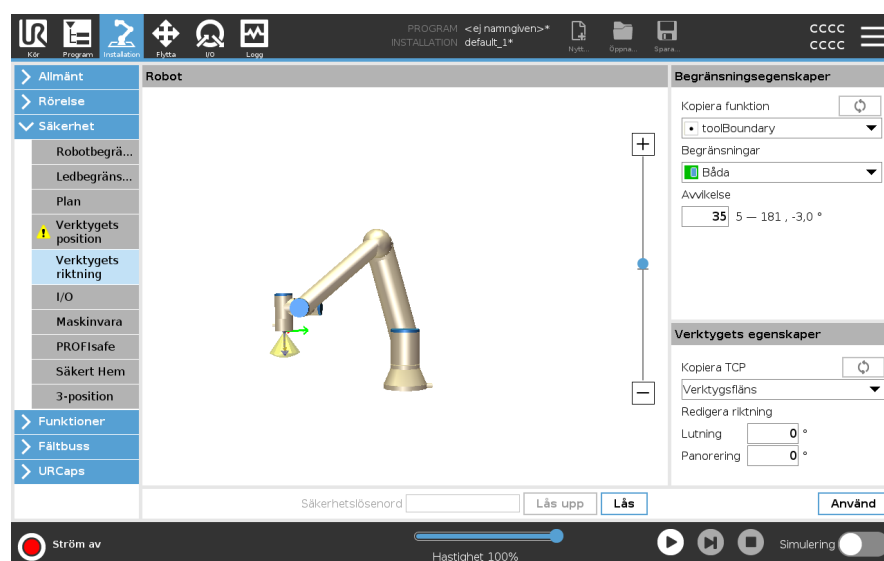 PROGRAM <ej namngiven>*
INSTALLATION default_1*
CCCC
CCCC
Kör
Program
Installation
Flytta
I/O
Logg
Nytt...
Öppna...
Spara...
Allmänt
Rörelse
Säkerhet
Robotbegrä...
Ledbegräns...
Plan
Verktygets
position
Verktygets
riktning
I/O
Maskinvara
PROFIsafe
Säkert Hem
3-position
Funktioner
Fältbuss
URCaps
Robot
Begränsningsegenskaper
Kopiera funktion
toolBoundary
Begränsningar
Båda
Avvikelse
35 5 — 181 , -3,0 °
Verktygets egenskaper
Kopiera TCP
Verktygsfläns
Redigera riktning
Lutning 0 °
Panorering 0 °
Säkerhetslösenord
Lås upp
Lås
Använd
Ström av
Hastighet 100%
Simulering